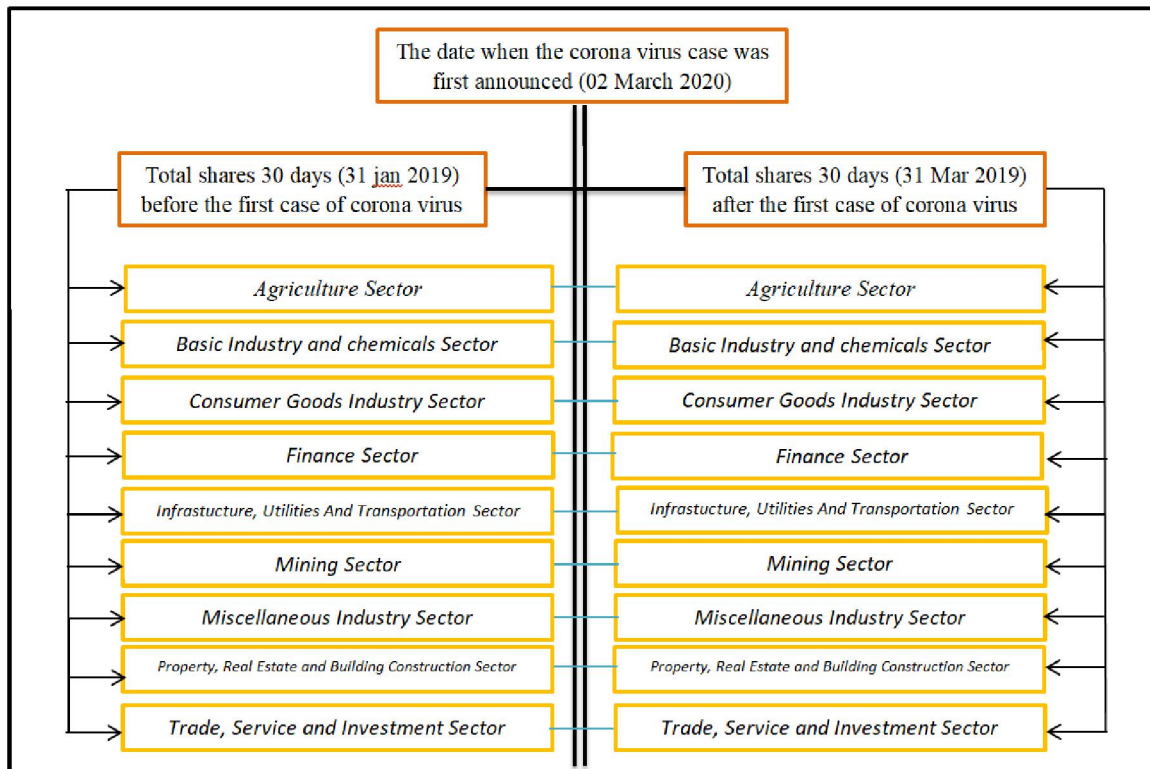 The date when the corona virus case was
first announced (02 March 2020)
Total shares 30 days (31 jan 2019)
before the first case of corona virus
Total shares 30 days (31 Mar 2019)
after the first case of corona virus
Agriculture Sector
Agriculture Sector
Basic Industry and chemicals Sector
Basic Industry and chemicals Sector
Consumer Goods Industry Sector
Consumer Goods Industry Sector
Finance Sector
Finance Sector
Infrastucture, Utilities And Transportation Sector
Infrastucture, Utilities And Transportation Sector
Mining Sector
Mining Sector
Miscellaneous Industry Sector
Miscellaneous Industry Sector
Property, Real Estate and Building Construction Sector
Property, Real Estate and Building Construction Sector
Trade, Service and Investment Sector
Trade, Service and Investment Sector